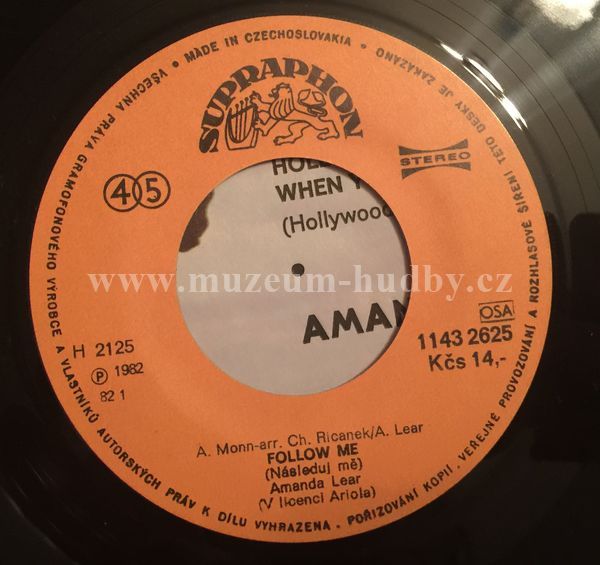 VŠECHNA PRÁVA GRAMOFONOVÉHO VÝROBCE A VLASTNÍKŮ AUTORSKÝCH PRÁV K DÍLU VYHRAZENA · POŘIZOVÁNÍ KOPIÍ, VEŘEJNÉ PROVOZOVÁNÍ A ROZHLASOVÉ ŠÍŘENÍ TÉTO DESKY JE ZAKÁZÁNO · MADE IN CZECHOSLOVAKIA ·
SUPRAPHON
STEREO
45
WHEN Y
(Hollywood
www.muzeum-hudby.cz
AMAN
OSA
H 2125
1143 2625
Ⓟ 1982
Kčs 14,-
82 1
A. Monn-arr. Ch. Ricanek/A. Lear
FOLLOW ME
(Následuj mě)
Amanda Lear
(V licenci Ariola)